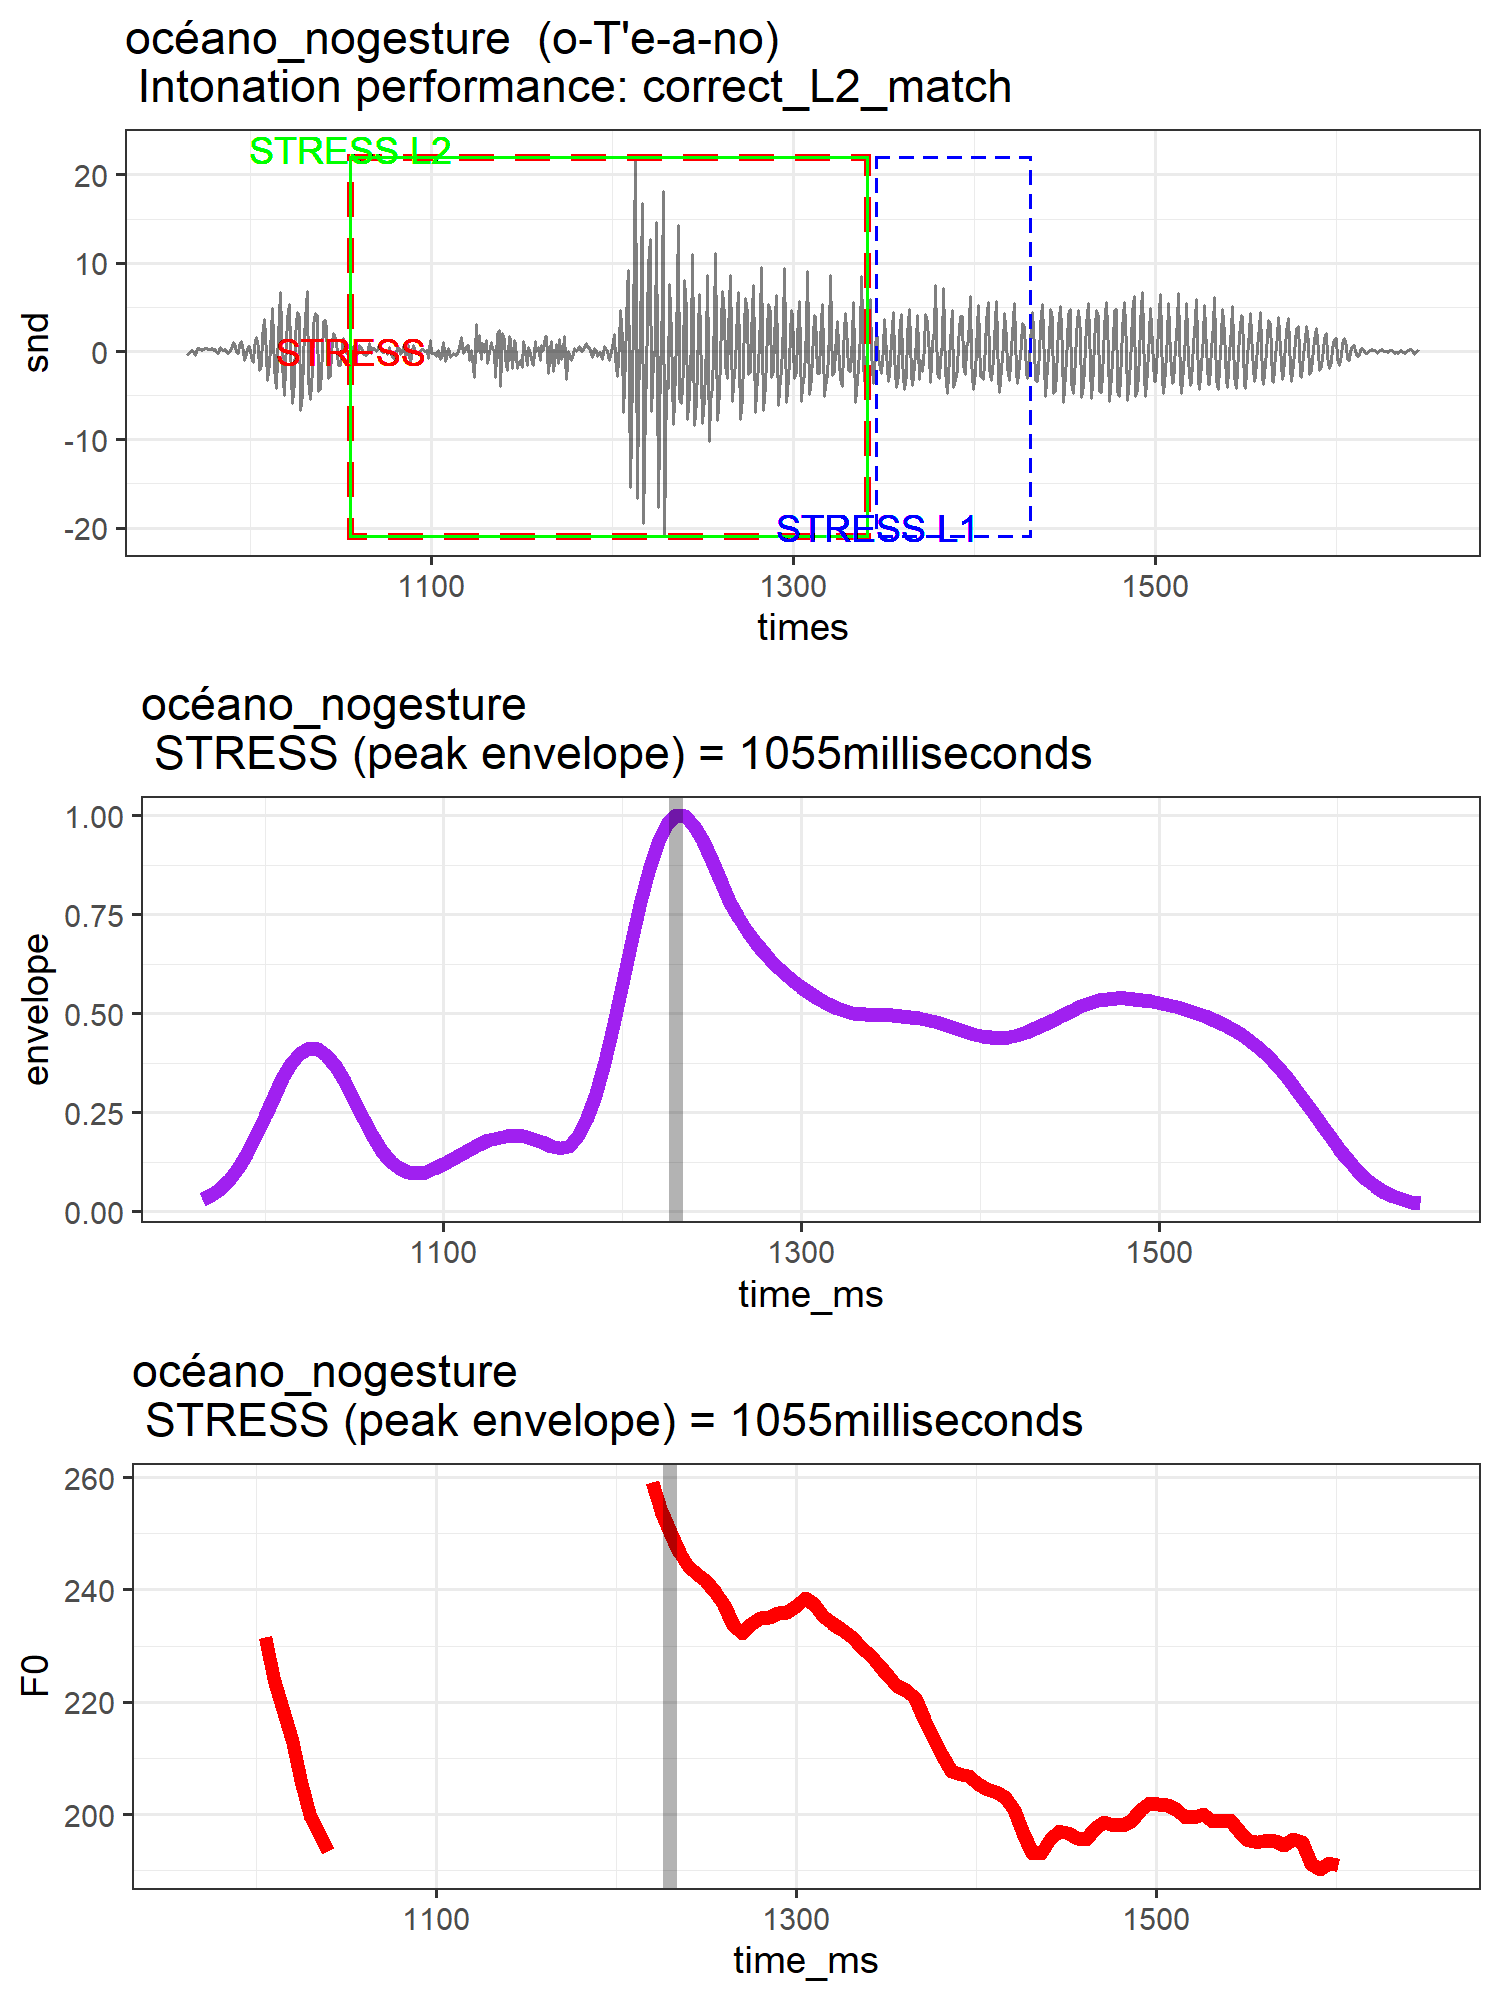 océano_nogesture  (o-T'e-a-no)
Intonation performance: correct_L2_match
STRESS L2
STRESS
STRESS L1
20
10
0
-10
-20
snd
1100 1300 1500
times
océano_nogesture
STRESS (peak envelope) = 1055milliseconds
1.00
0.75
0.50
0.25
0.00
envelope
1100 1300 1500
time_ms
océano_nogesture
STRESS (peak envelope) = 1055milliseconds
260
240
220
200
F0
1100 1300 1500
time_ms